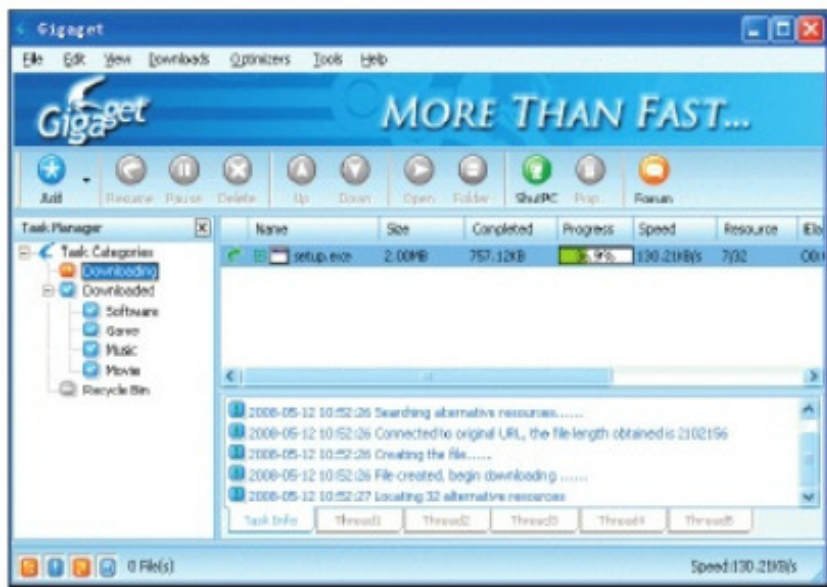 Gigaget
File Edit View Downloads Optimizers Tools Help
Gigaget MORE THAN FAST...
Add Resume Pause Delete Up Down Open Folder ShutPC Prop. Forum
Task Manager
Name Size Completed Progress Speed Resource Ela
Task Categories
setup.exe 2.00MB 757.12KB 130.21KB/s 7/32
Downloading
Downloaded
Software
Game
Music
Movie
Recycle Bin
2008-05-12 10:52:26 Searching alternative resources......
2008-05-12 10:52:26 Connected to original URL, the file length obtained is 2102156
2008-05-12 10:52:26 Creating the file.....
2008-05-12 10:52:26 File created, begin downloading ......
2008-05-12 10:52:27 Locating 32 alternative resources
Task Info Thread1 Thread2 Thread3 Thread4 Thread5
0 File(s) Speed:130.21KB/s